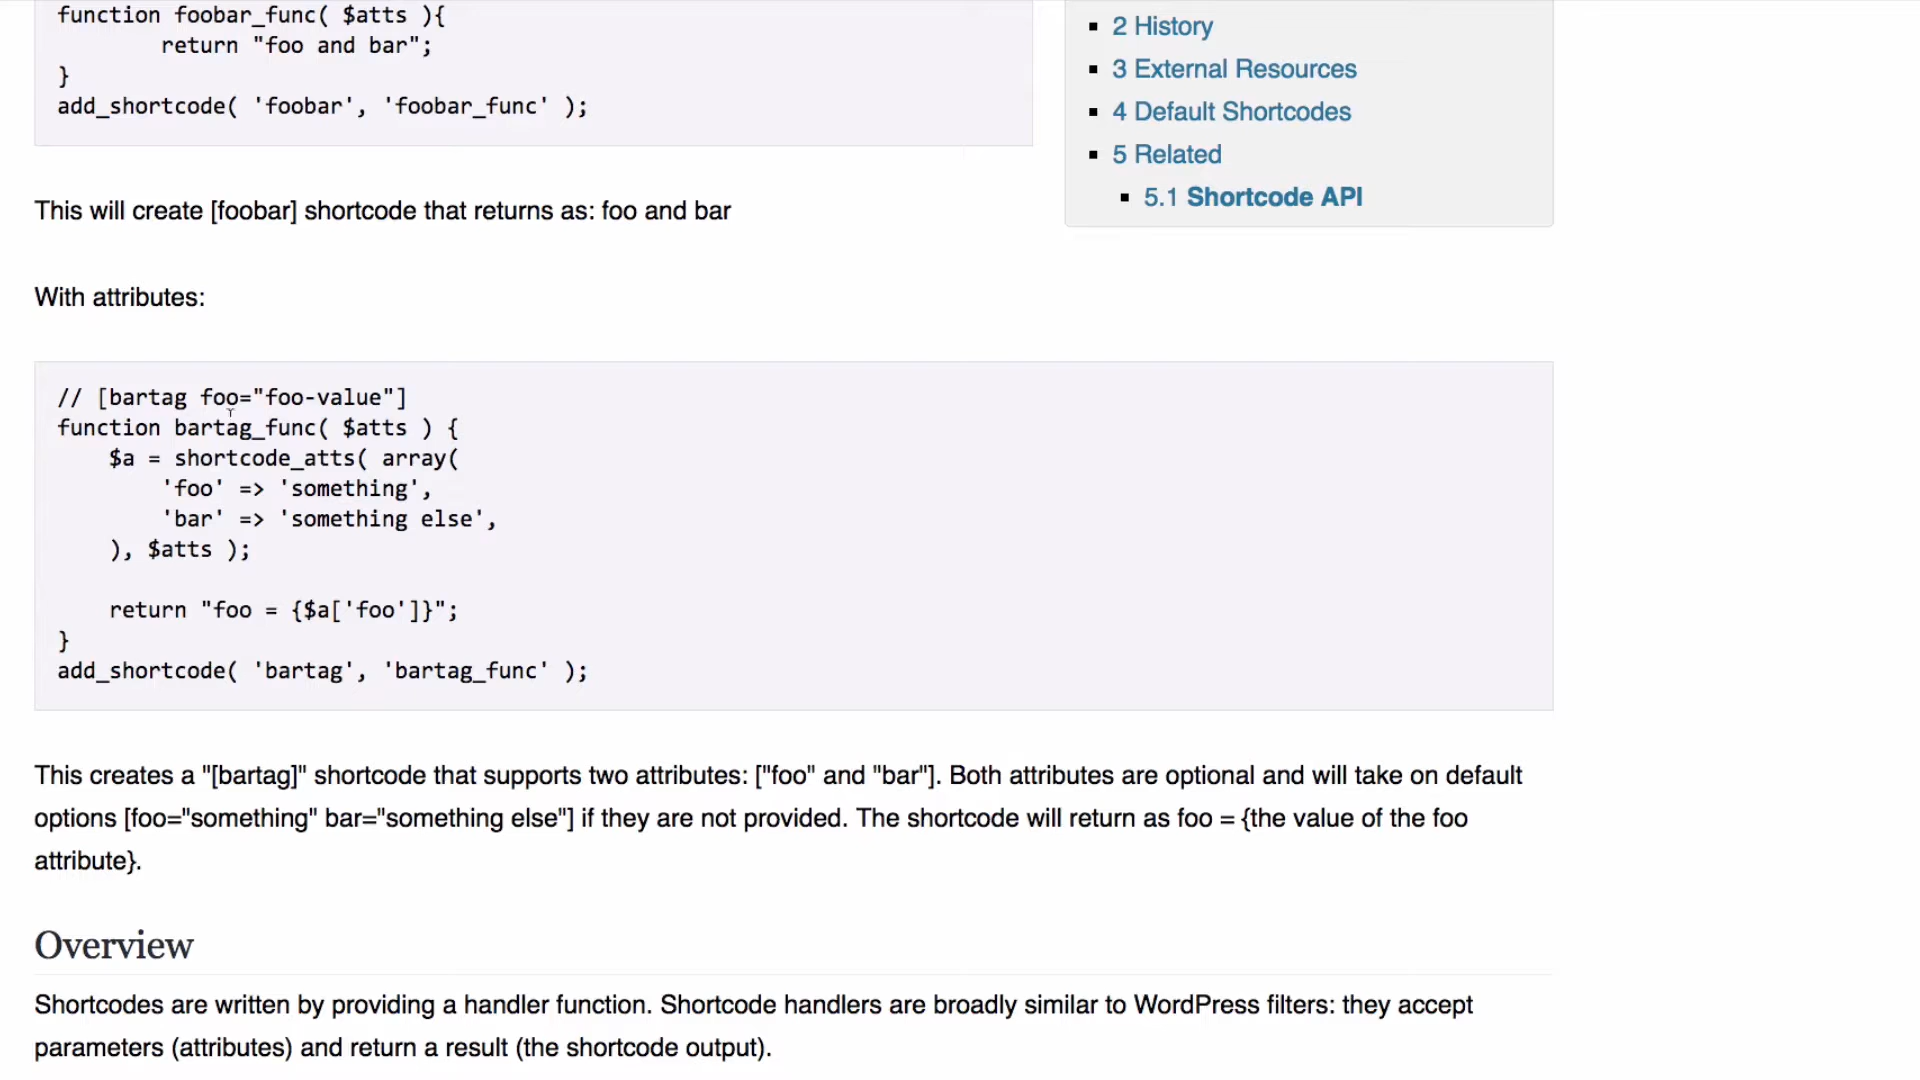 function foobar_func( $atts ){
        return "foo and bar";
}
add_shortcode( 'foobar', 'foobar_func' );
2 History
3 External Resources
4 Default Shortcodes
5 Related
5.1 Shortcode API
This will create [foobar] shortcode that returns as: foo and bar
With attributes:
// [bartag foo="foo-value"]
function bartag_func( $atts ) {
    $a = shortcode_atts( array(
        'foo' => 'something',
        'bar' => 'something else',
    ), $atts );
    return "foo = {$a['foo']}";
}
add_shortcode( 'bartag', 'bartag_func' );
This creates a "[bartag]" shortcode that supports two attributes: ["foo" and "bar"]. Both attributes are optional and will take on default
options [foo="something" bar="something else"] if they are not provided. The shortcode will return as foo = {the value of the foo
attribute}.
Overview
Shortcodes are written by providing a handler function. Shortcode handlers are broadly similar to WordPress filters: they accept
parameters (attributes) and return a result (the shortcode output).